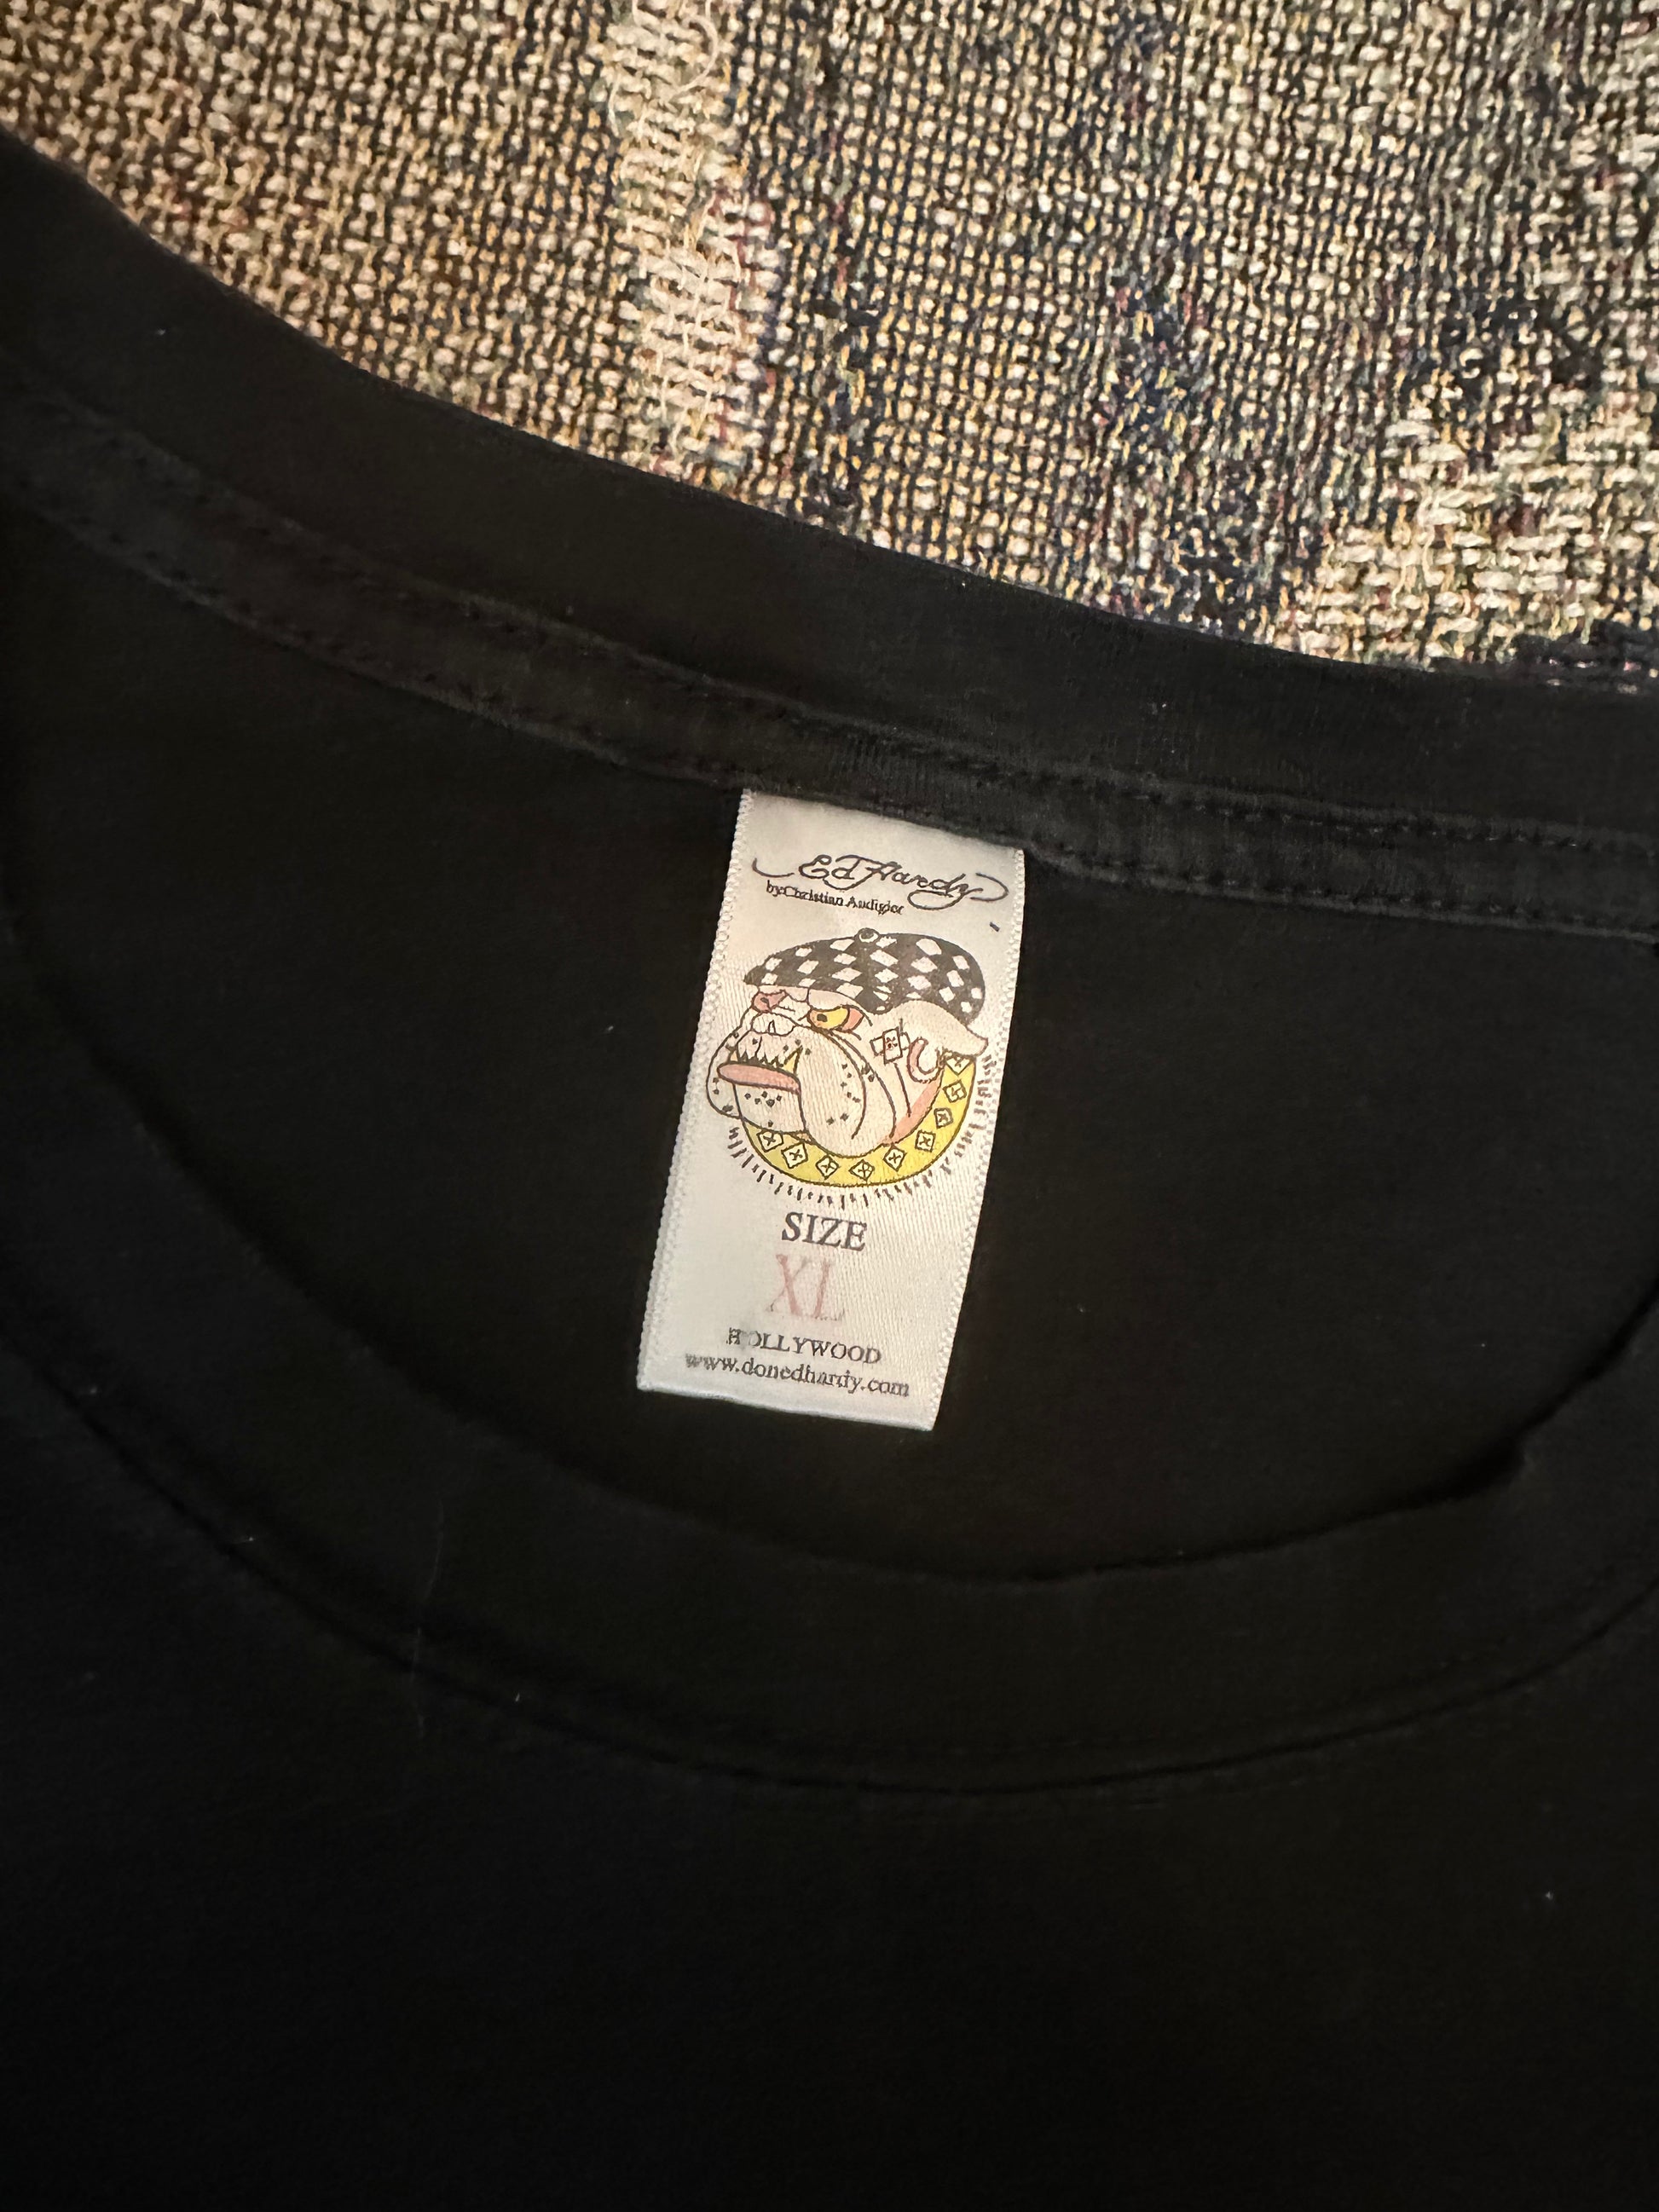 Ed Hardy
by Christian Audigier
SIZE
XL
HOLLYWOOD
www.donedhardy.com